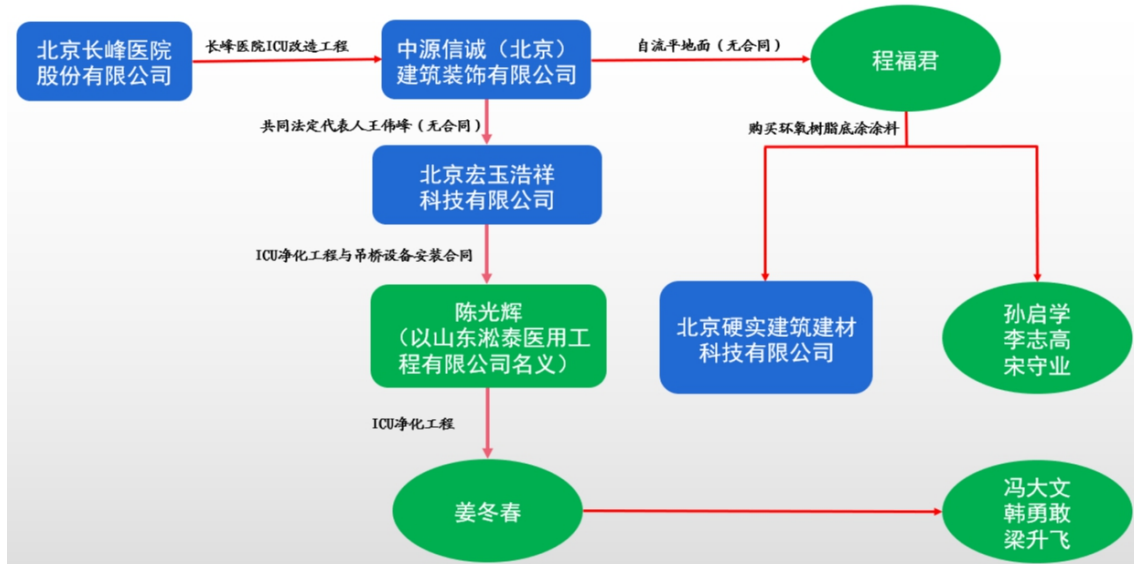 北京长峰医院
股份有限公司
长峰医院ICU改造工程
中源信诚（北京）
建筑装饰有限公司
自流平地面（无合同）
程福君
共同法定代表人王伟峰（无合同）
购买环氧树脂底涂涂料
北京宏玉浩祥
科技有限公司
ICU净化工程与吊桥设备安装合同
陈光辉
（以山东淞泰医用工
程有限公司名义）
北京硬实建筑建材
科技有限公司
孙启学
李志高
宋守业
ICU净化工程
姜冬春
冯大文
韩勇敢
梁升飞